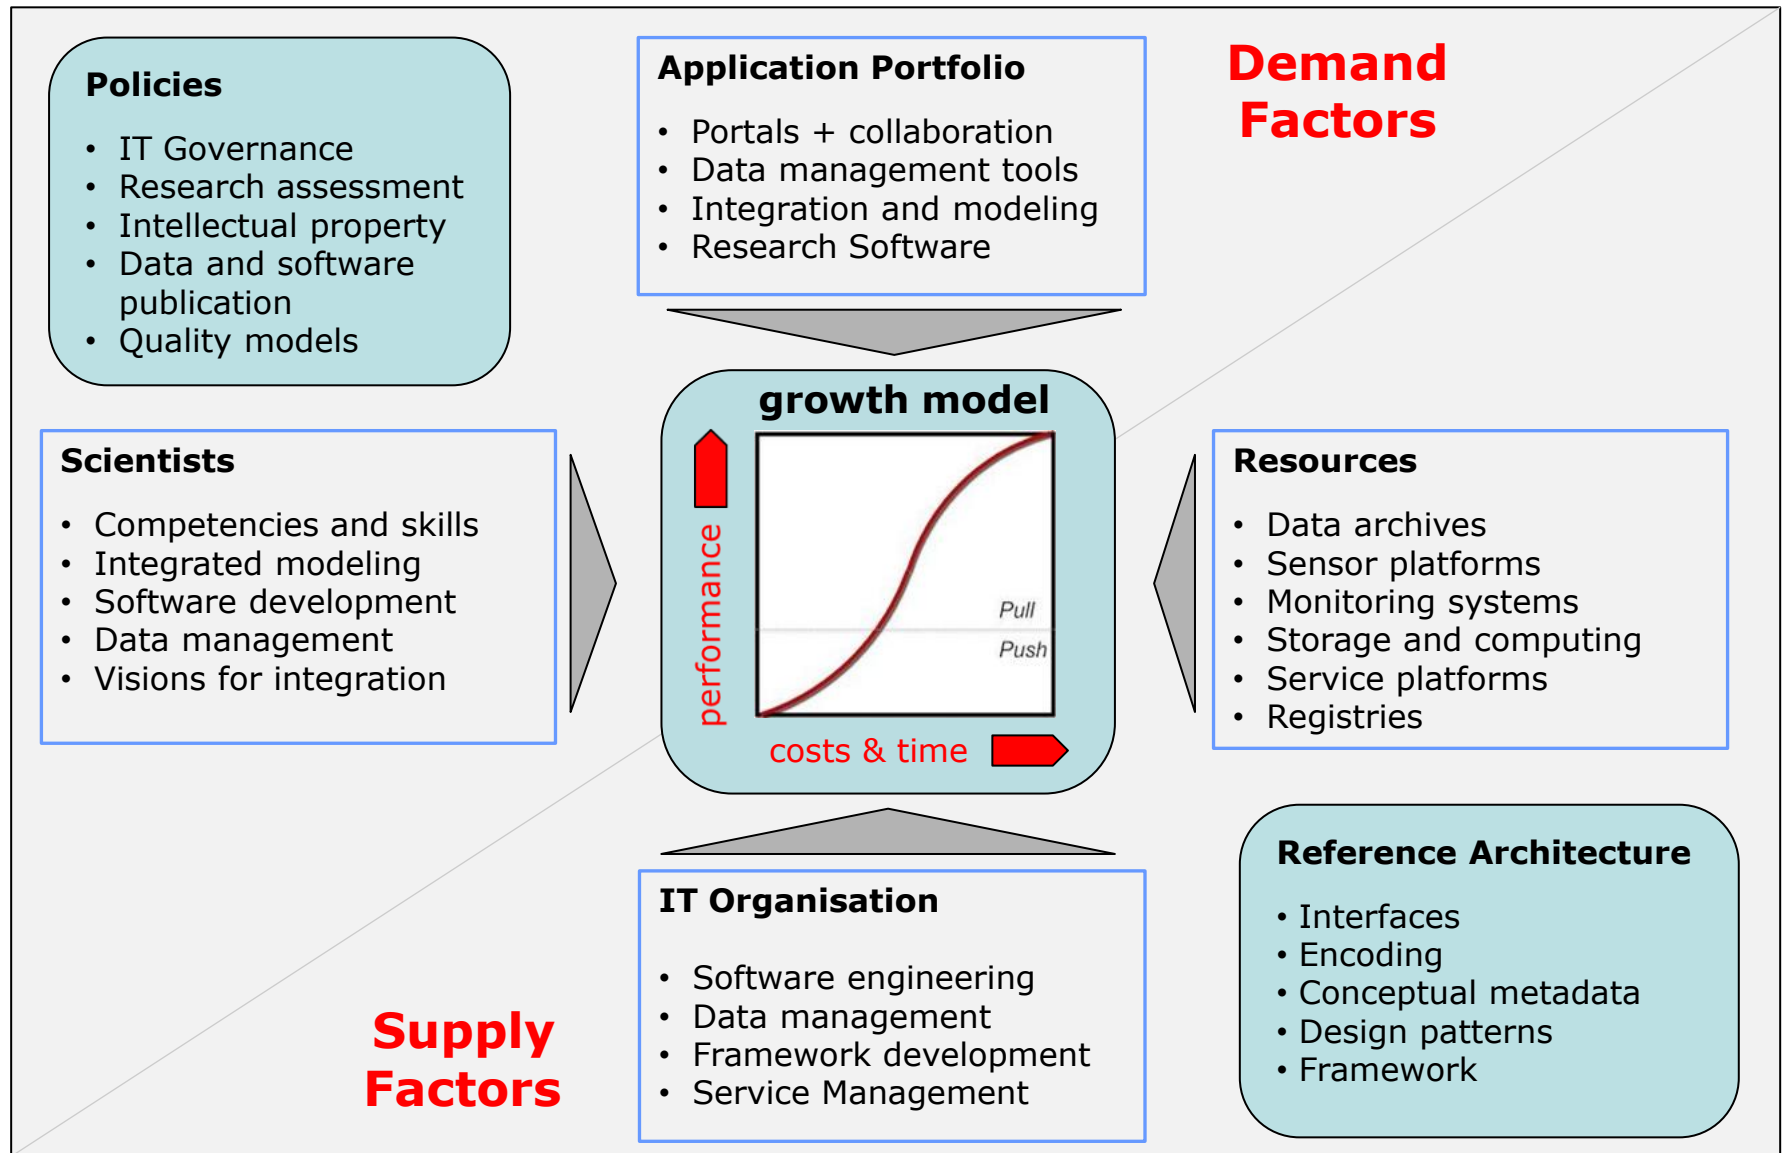 Policies
• IT Governance
• Research assessment
• Intellectual property
• Data and software
publication
• Quality models
Application Portfolio
• Portals + collaboration
• Data management tools
• Integration and modeling
• Research Software
Demand
Factors
Scientists
• Competencies and skills
• Integrated modeling
• Software development
• Data management
• Visions for integration
growth model
performance
Pull
Push
costs & time
Resources
• Data archives
• Sensor platforms
• Monitoring systems
• Storage and computing
• Service platforms
• Registries
Supply
Factors
IT Organisation
• Software engineering
• Data management
• Framework development
• Service Management
Reference Architecture
• Interfaces
• Encoding
• Conceptual metadata
• Design patterns
• Framework